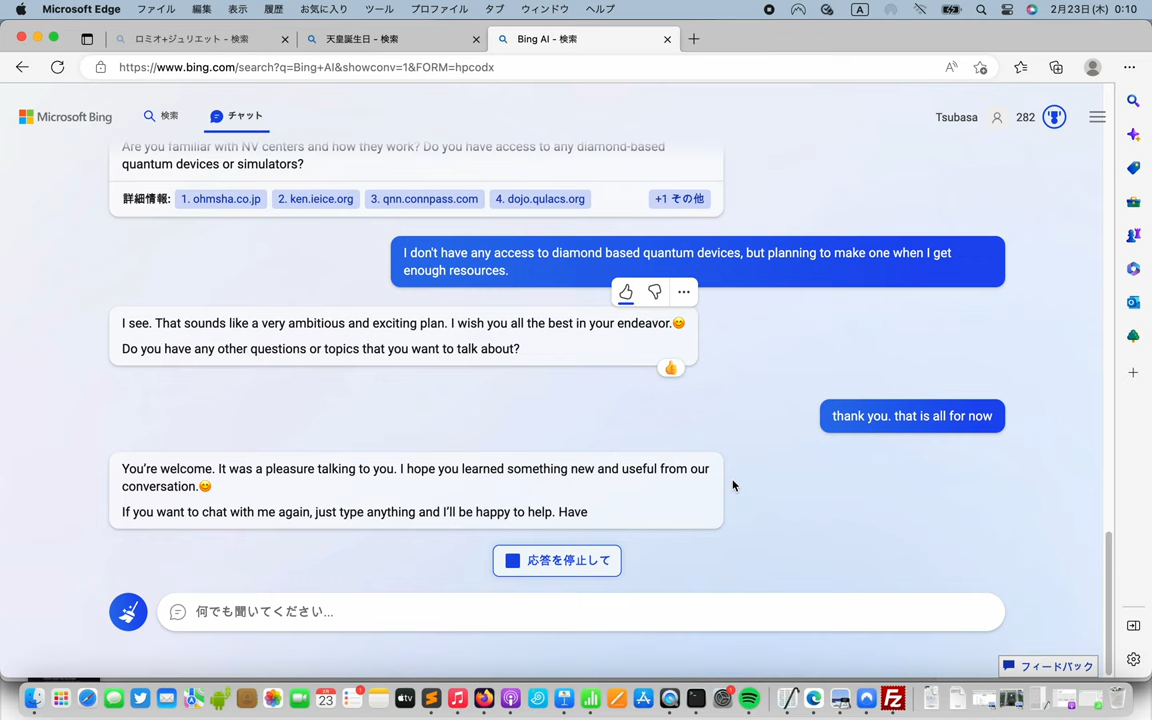 Microsoft Edge ファイル 編集 表示 履歴 お気に入り ツール プロファイル タブ ウィンドウ ヘルプ
A 2月23日(木) 0:10
ロミオ+ジュリエット - 検索
天皇誕生日 - 検索
Bing AI - 検索
https://www.bing.com/search?q=Bing+AI&showconv=1&FORM=hpcodx
Microsoft Bing
検索
チャット
Tsubasa
282
Are you familiar with NV centers and how they work? Do you have access to any diamond-based
quantum devices or simulators?
詳細情報: 1. ohmsha.co.jp 2. ken.ieice.org 3. qnn.connpass.com 4. dojo.qulacs.org +1 その他
I don't have any access to diamond based quantum devices, but planning to make one when I get
enough resources.
I see. That sounds like a very ambitious and exciting plan. I wish you all the best in your endeavor.😊
Do you have any other questions or topics that you want to talk about?
thank you. that is all for now
You're welcome. It was a pleasure talking to you. I hope you learned something new and useful from our
conversation.😊
If you want to chat with me again, just type anything and I'll be happy to help. Have
応答を停止して
何でも聞いてください...
フィードバック